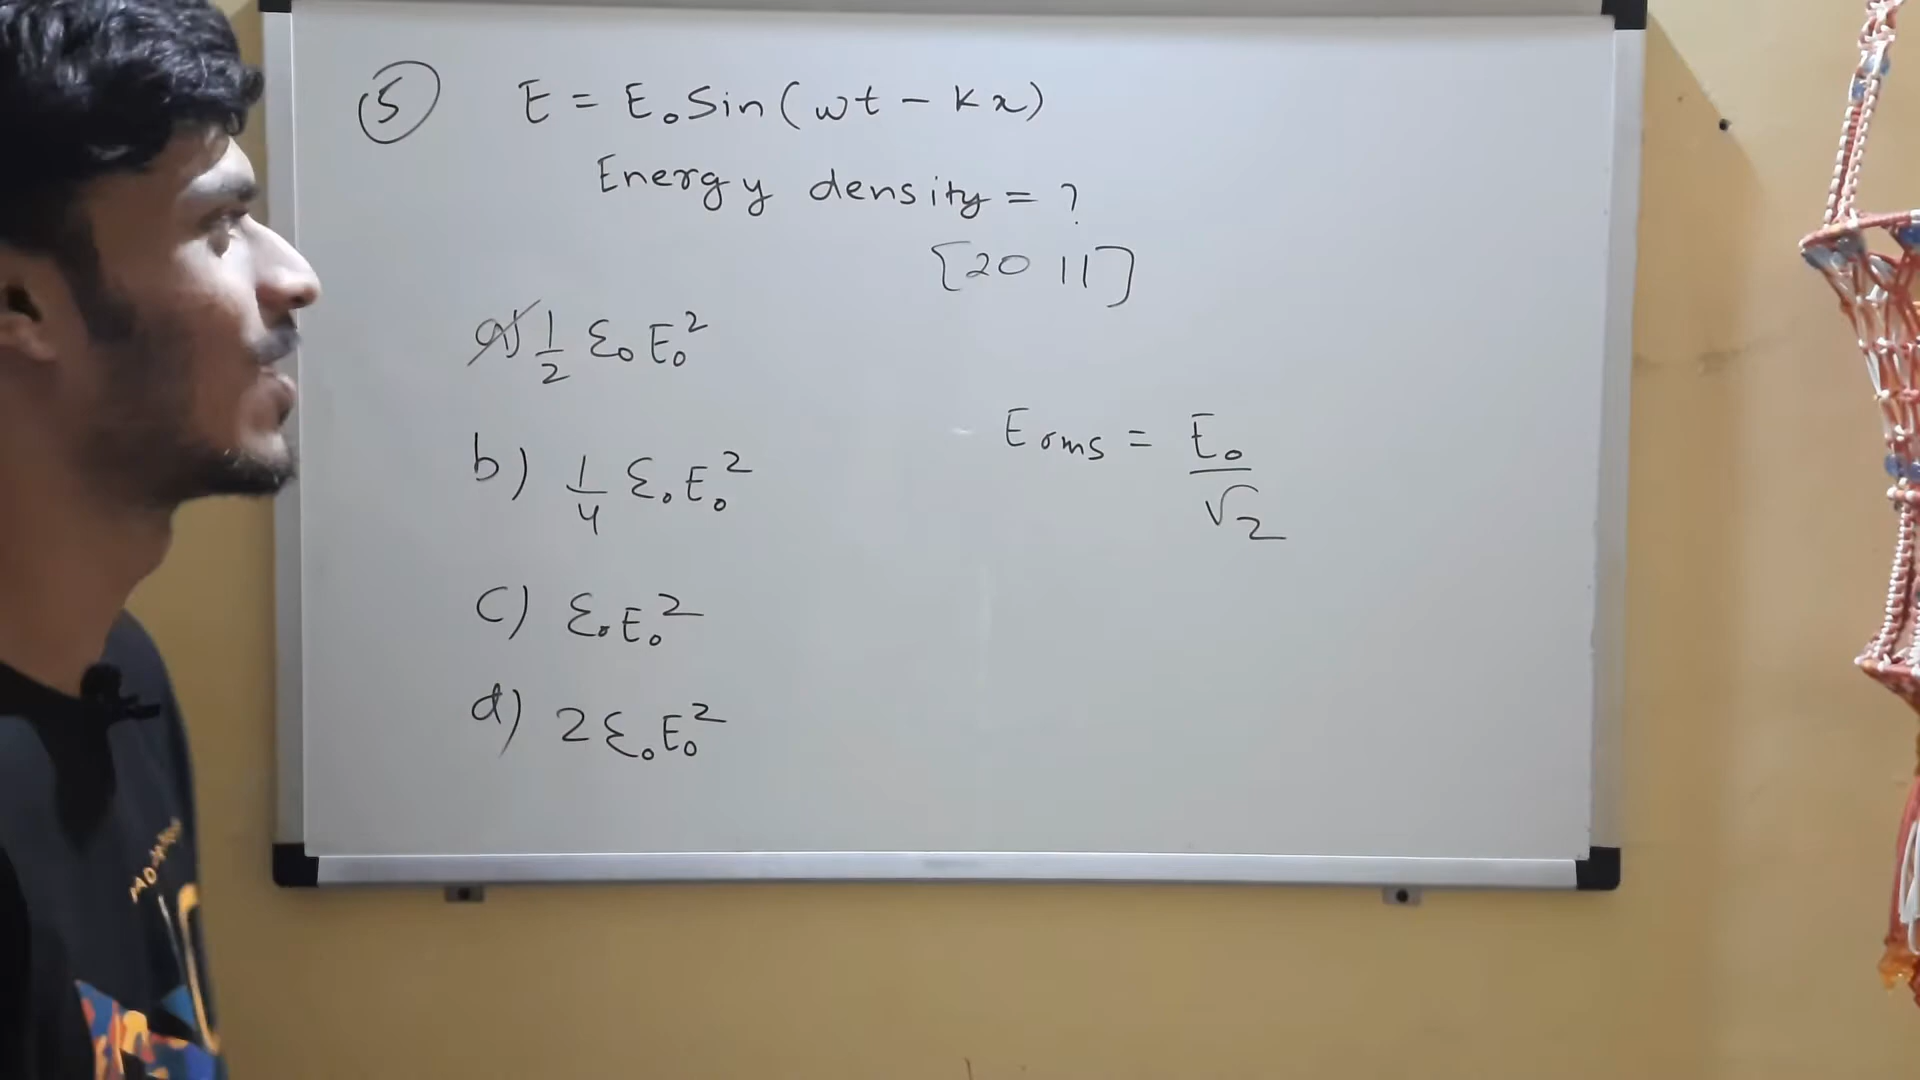 5 E = E₀ Sin (ωt - Kx)
Energy density = ?
[2011]
a) 1/2 ε₀ E₀²
b) 1/4 ε₀ E₀²
c) ε₀ E₀²
d) 2 ε₀ E₀²
E rms = E₀/√2